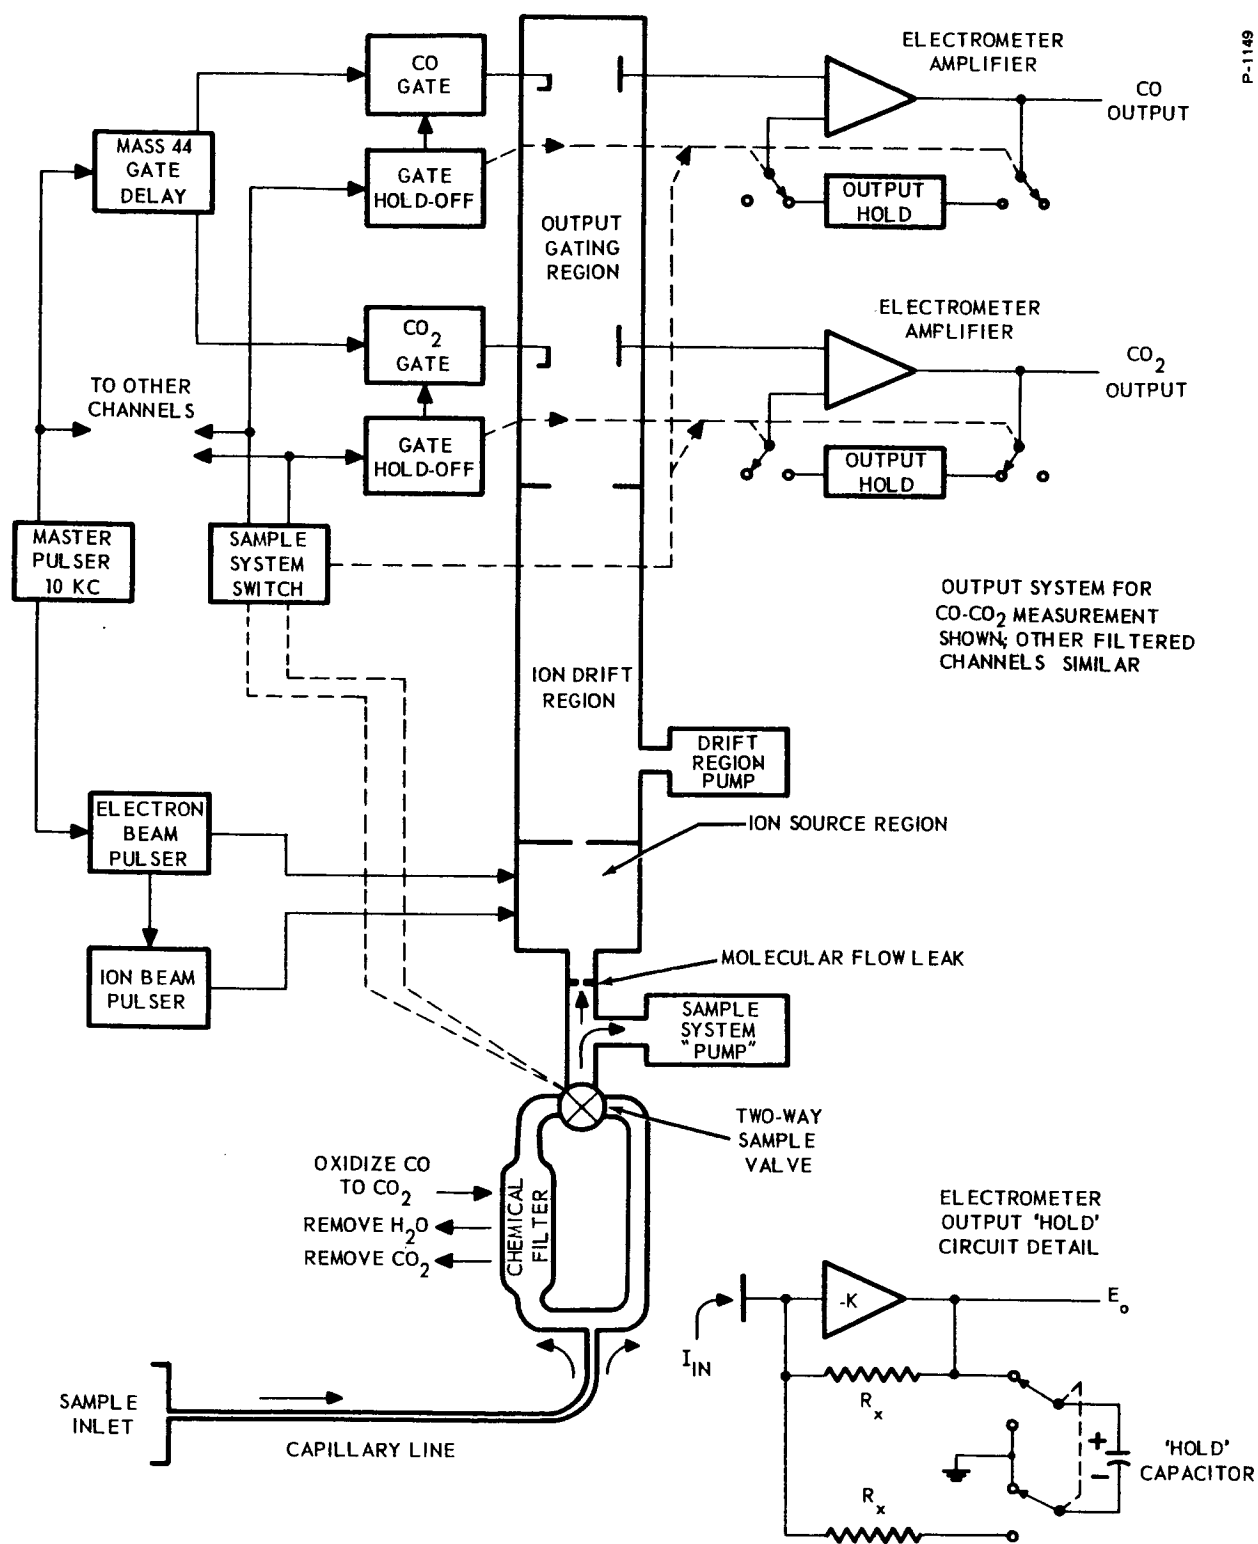 P-1149
ELECTROMETER
AMPLIFIER
CO
GATE
CO
OUTPUT
MASS 44
GATE
DELAY
GATE
HOLD-OFF
OUTPUT
HOLD
OUTPUT
GATING
REGION
ELECTROMETER
AMPLIFIER
CO2
GATE
CO2
OUTPUT
TO OTHER
CHANNELS
GATE
HOLD-OFF
OUTPUT
HOLD
MASTER
PULSER
10 KC
SAMPLE
SYSTEM
SWITCH
OUTPUT SYSTEM FOR
CO-CO2 MEASUREMENT
SHOWN; OTHER FILTERED
CHANNELS SIMILAR
ION DRIFT
REGION
DRIFT
REGION
PUMP
ELECTRON
BEAM
PULSER
ION SOURCE REGION
ION BEAM
PULSER
MOLECULAR FLOW LEAK
SAMPLE
SYSTEM
"PUMP"
TWO-WAY
SAMPLE
VALVE
OXIDIZE CO
TO CO2
REMOVE H2O
REMOVE CO2
CHEMICAL
FILTER
ELECTROMETER
OUTPUT 'HOLD'
CIRCUIT DETAIL
-K
Eo
IIN
Rx
SAMPLE
INLET
CAPILLARY LINE
+
-
'HOLD'
CAPACITOR
Rx